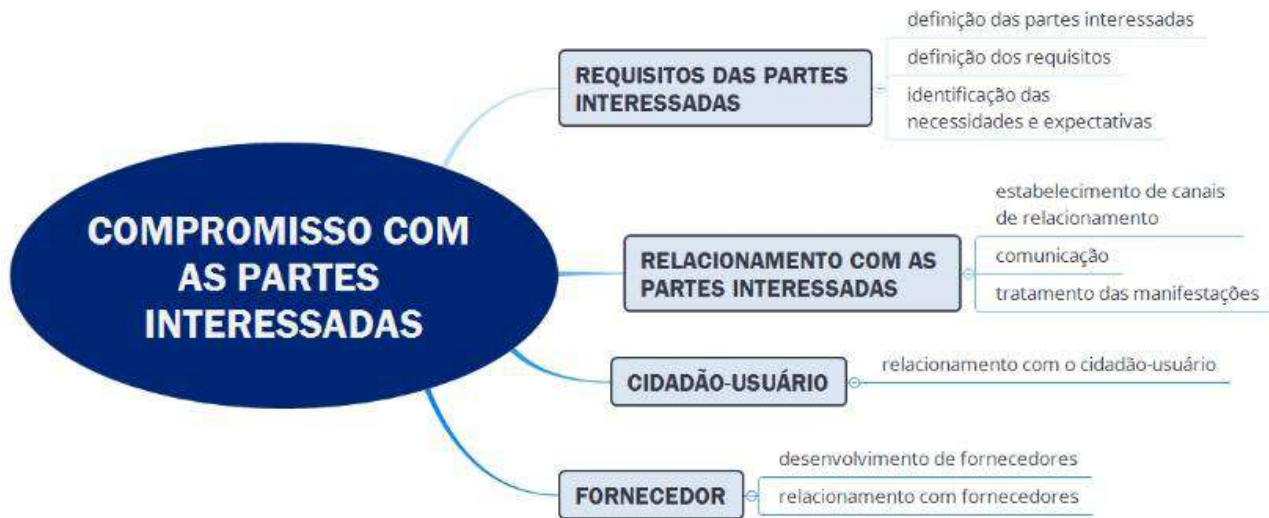 COMPROMISSO COM
AS PARTES
INTERESSADAS
REQUISITOS DAS PARTES
INTERESSADAS
definição das partes interessadas
definição dos requisitos
identificação das
necessidades e expectativas
RELACIONAMENTO COM AS
PARTES INTERESSADAS
estabelecimento de canais
de relacionamento
comunicação
tratamento das manifestações
CIDADÃO-USUÁRIO
relacionamento com o cidadão-usuário
FORNECEDOR
desenvolvimento de fornecedores
relacionamento com fornecedores